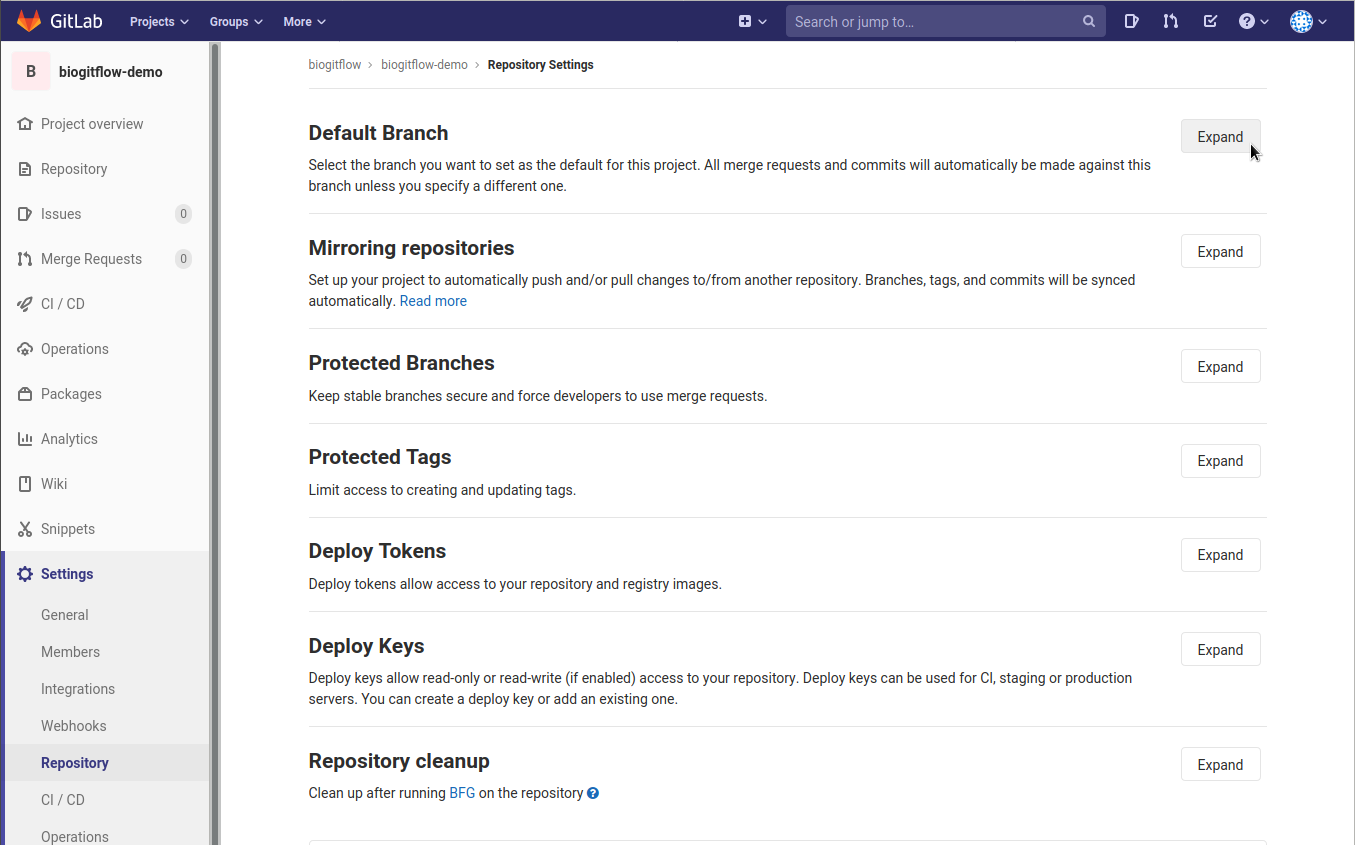 GitLab Projects Groups More Search or jump to...
B biogitflow-demo
Project overview
Repository
Issues 0
Merge Requests 0
CI / CD
Operations
Packages
Analytics
Wiki
Snippets
Settings
General
Members
Integrations
Webhooks
Repository
CI / CD
Operations
biogitflow › biogitflow-demo › Repository Settings
Default Branch
Expand
Select the branch you want to set as the default for this project. All merge requests and commits will automatically be made against this
branch unless you specify a different one.
Mirroring repositories
Expand
Set up your project to automatically push and/or pull changes to/from another repository. Branches, tags, and commits will be synced
automatically. Read more
Protected Branches
Expand
Keep stable branches secure and force developers to use merge requests.
Protected Tags
Expand
Limit access to creating and updating tags.
Deploy Tokens
Expand
Deploy tokens allow access to your repository and registry images.
Deploy Keys
Expand
Deploy keys allow read-only or read-write (if enabled) access to your repository. Deploy keys can be used for CI, staging or production
servers. You can create a deploy key or add an existing one.
Repository cleanup
Expand
Clean up after running BFG on the repository